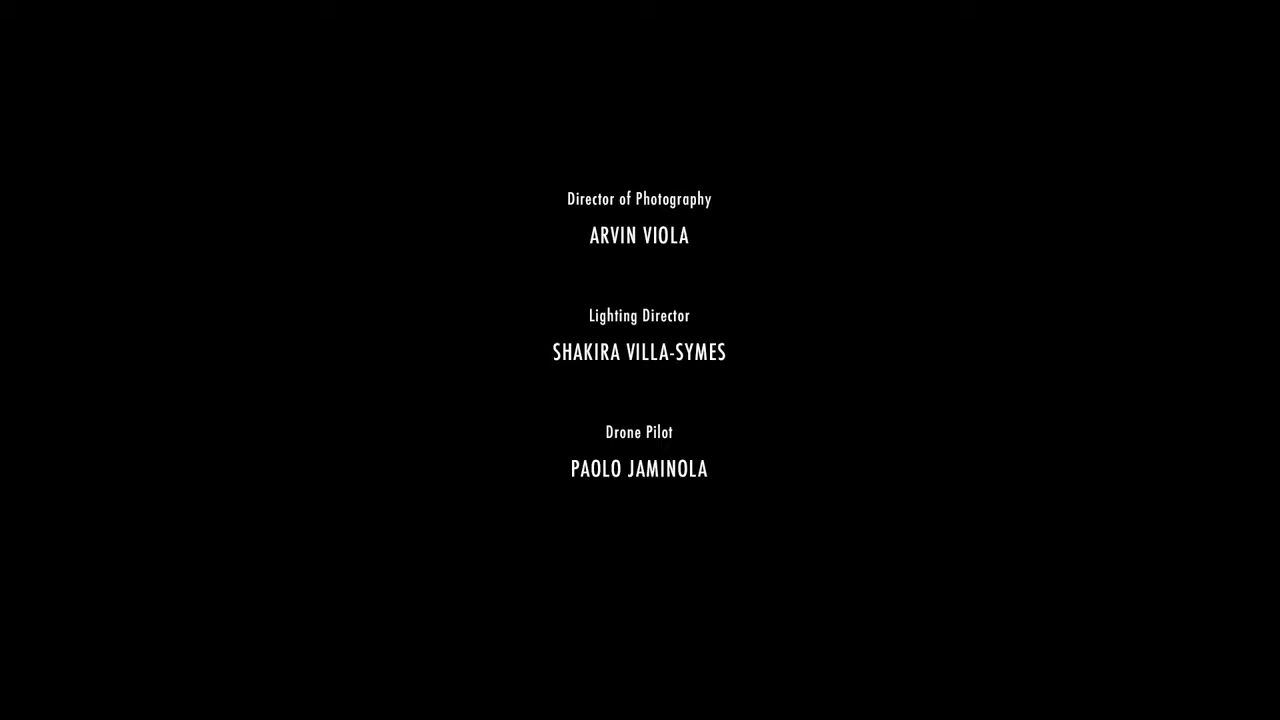 Director of Photography
ARVIN VIOLA
Lighting Director
SHAKIRA VILLA-SYMES
Drone Pilot
PAOLO JAMINOLA